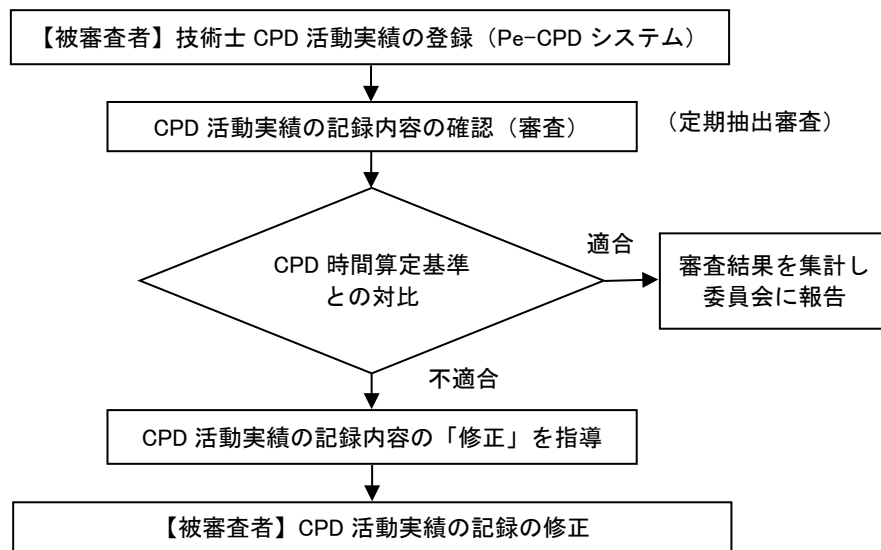 【被審査者】技術士 CPD 活動実績の登録（Pe-CPD システム）
CPD 活動実績の記録内容の確認（審査）
（定期抽出審査）
CPD 時間算定基準
との対比
適合
審査結果を集計し
委員会に報告
不適合
CPD 活動実績の記録内容の「修正」を指導
【被審査者】CPD 活動実績の記録の修正